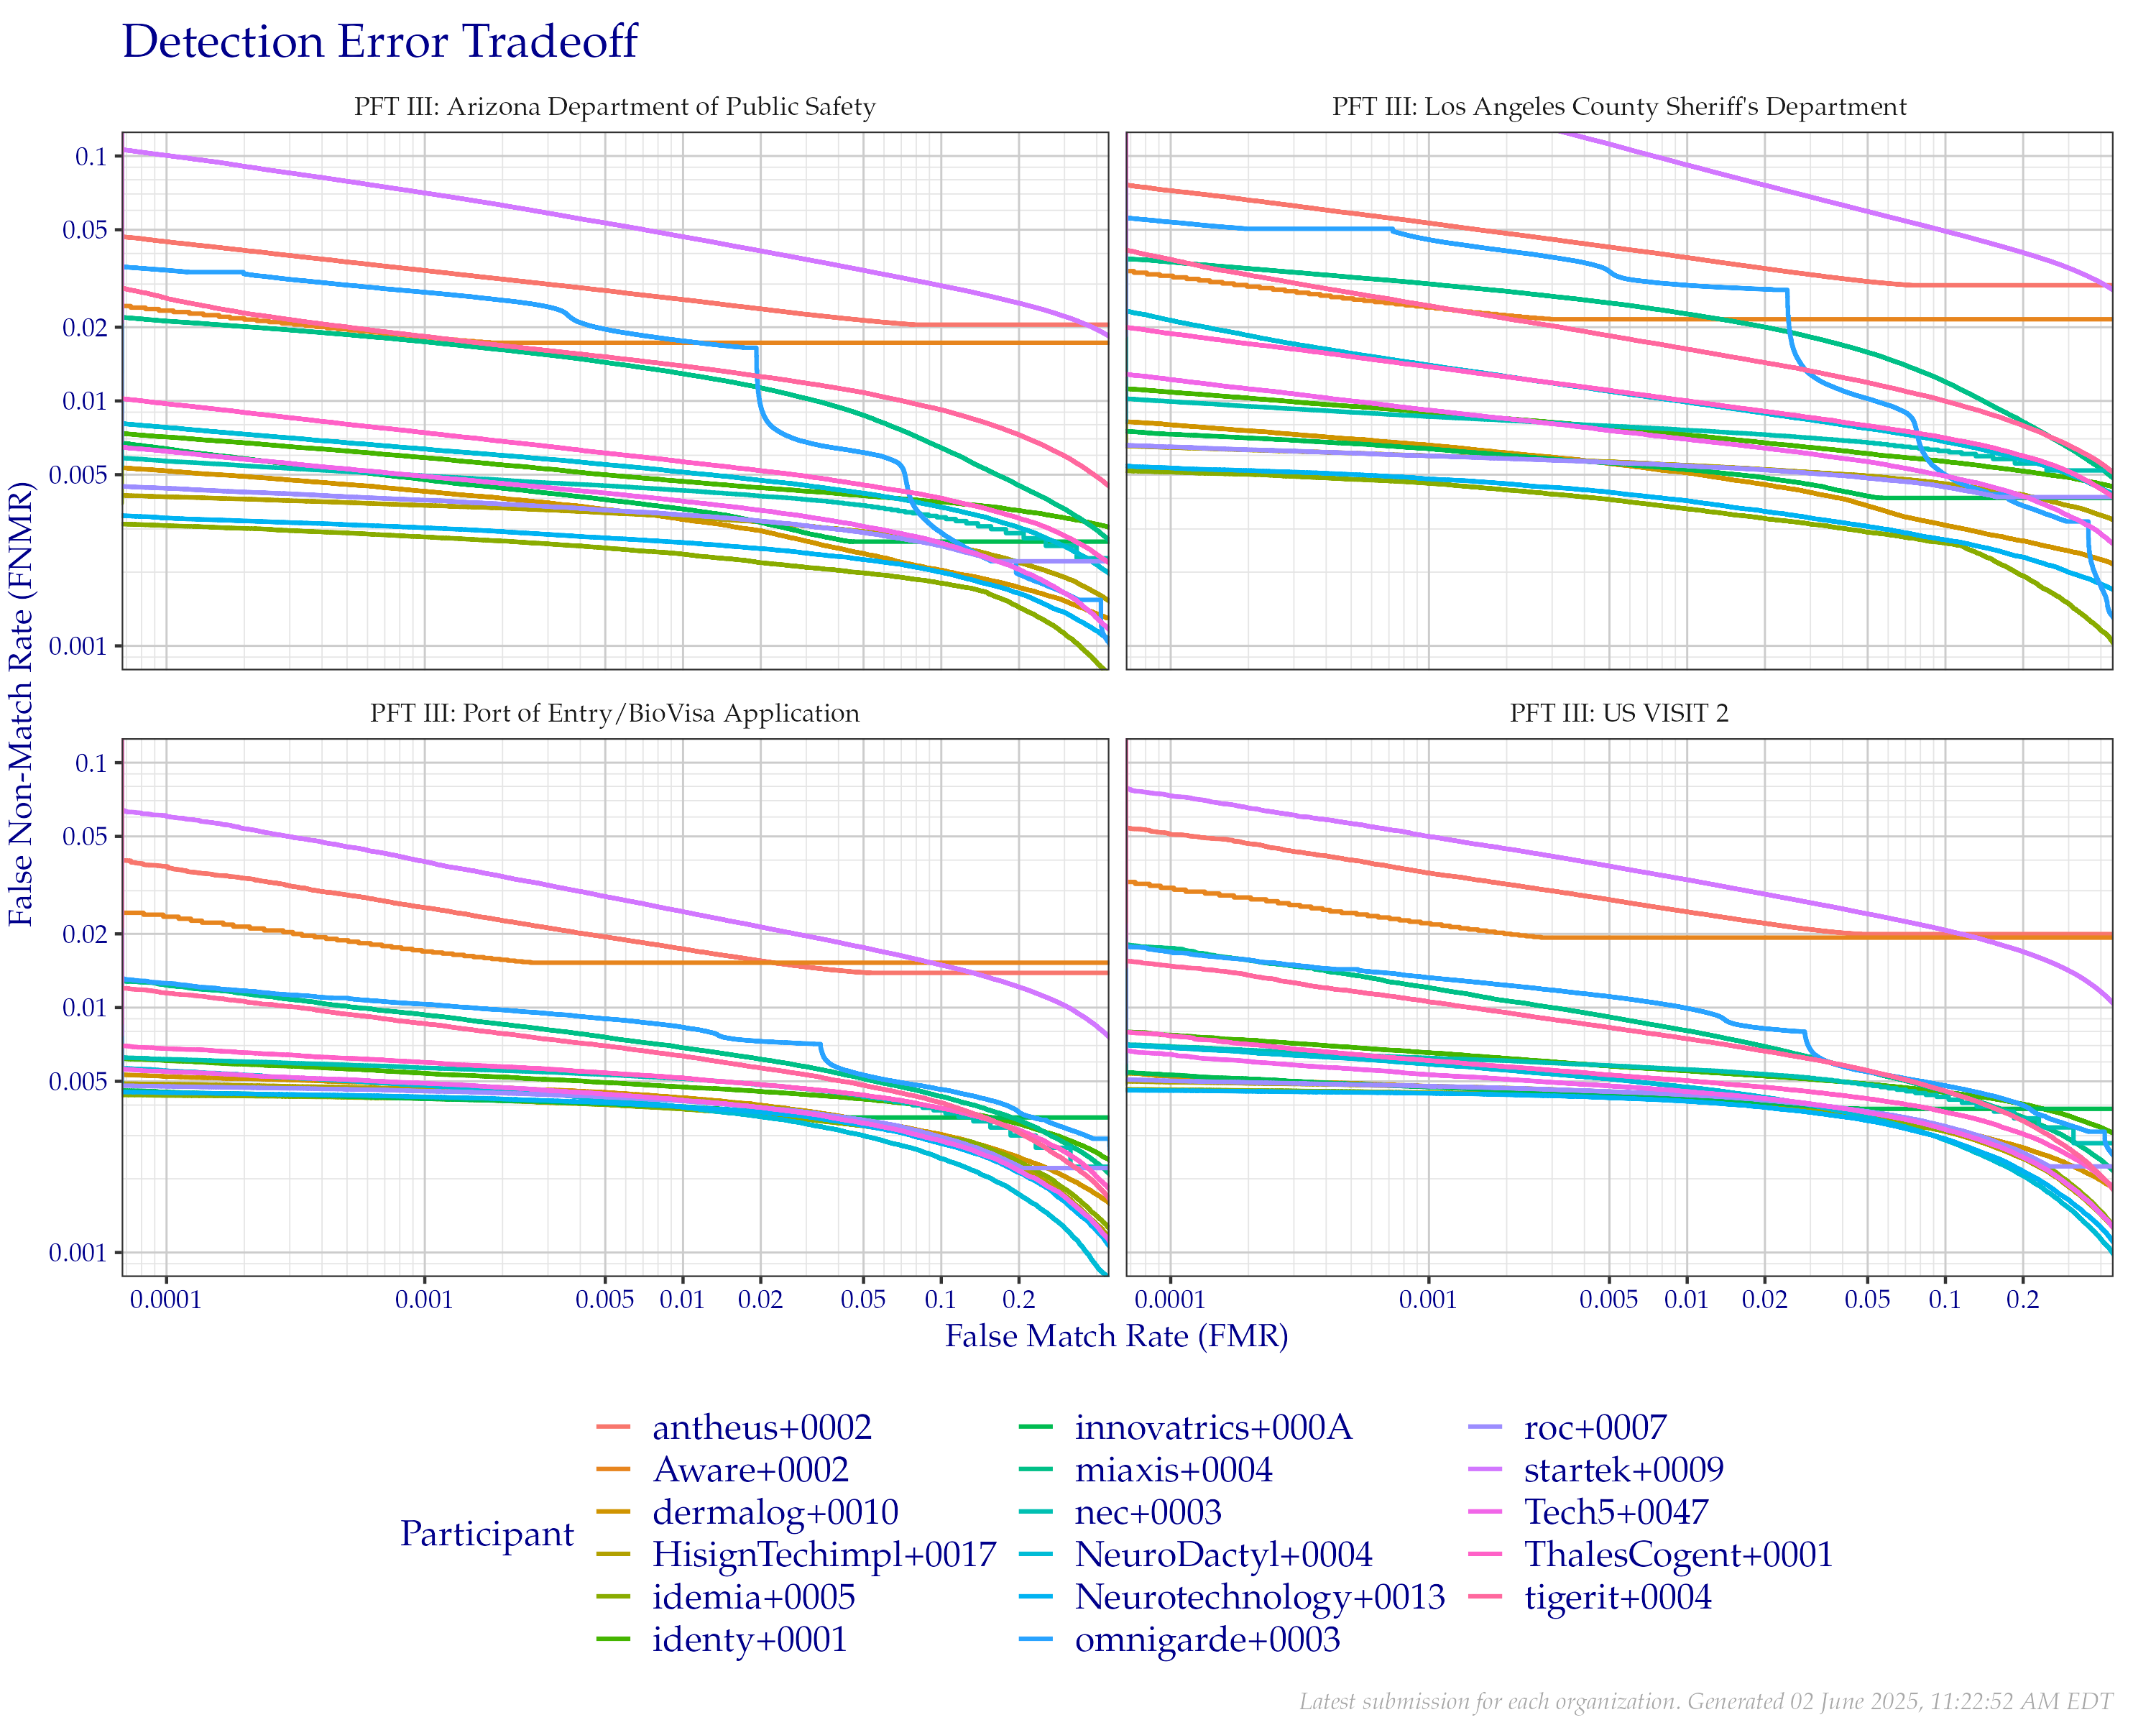 Detection Error Tradeoff
PFT III: Arizona Department of Public Safety
PFT III: Los Angeles County Sheriff's Department
0.1
0.05
0.02
0.01
0.005
0.001
PFT III: Port of Entry/BioVisa Application
PFT III: US VISIT 2
0.1
0.05
0.02
0.01
0.005
0.001
False Non-Match Rate (FNMR)
0.0001 0.001 0.005 0.01 0.02 0.05 0.1 0.2
0.0001 0.001 0.005 0.01 0.02 0.05 0.1 0.2
False Match Rate (FMR)
Participant
antheus+0002
Aware+0002
dermalog+0010
HisignTechimpl+0017
idemia+0005
identy+0001
innovatrics+000A
miaxis+0004
nec+0003
NeuroDactyl+0004
Neurotechnology+0013
omnigarde+0003
roc+0007
startek+0009
Tech5+0047
ThalesCogent+0001
tigerit+0004
Latest submission for each organization. Generated 02 June 2025, 11:22:52 AM EDT